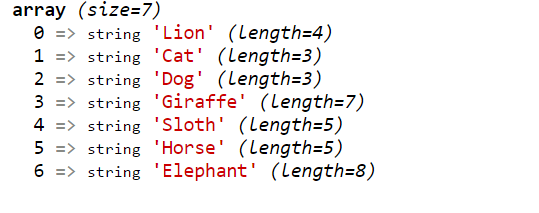 array (size=7)
0 => string 'Lion' (length=4)
1 => string 'Cat' (length=3)
2 => string 'Dog' (length=3)
3 => string 'Giraffe' (length=7)
4 => string 'Sloth' (length=5)
5 => string 'Horse' (length=5)
6 => string 'Elephant' (length=8)